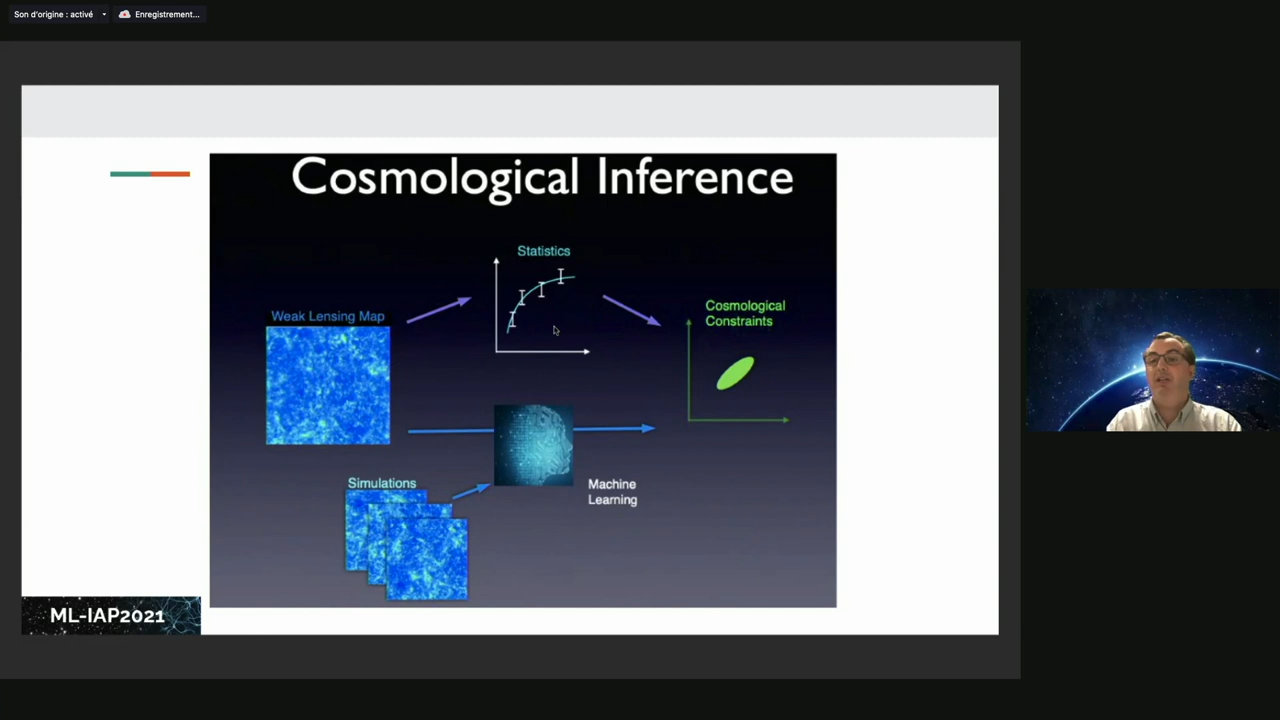 Son d'origine : activé
Enregistrement...
Cosmological Inference
Statistics
Weak Lensing Map
Cosmological
Constraints
Simulations
Machine
Learning
ML-IAP2021